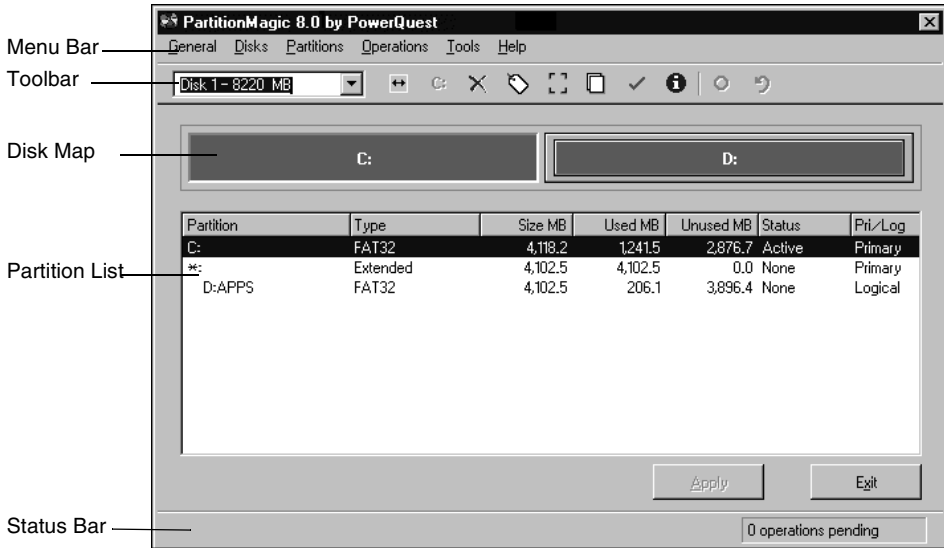 PartitionMagic 8.0 by PowerQuest
Menu Bar
General Disks Partitions Operations Tools Help
Toolbar
Disk 1 - 8220 MB
C:
Disk Map
C: D:
Partition Type Size MB Used MB Unused MB Status Pri/Log
C: FAT32 4,118.2 1,241.5 2,876.7 Active Primary
Partition List
*: Extended 4,102.5 4,102.5 0.0 None Primary
D:APPS FAT32 4,102.5 206.1 3,896.4 None Logical
Apply Exit
Status Bar
0 operations pending